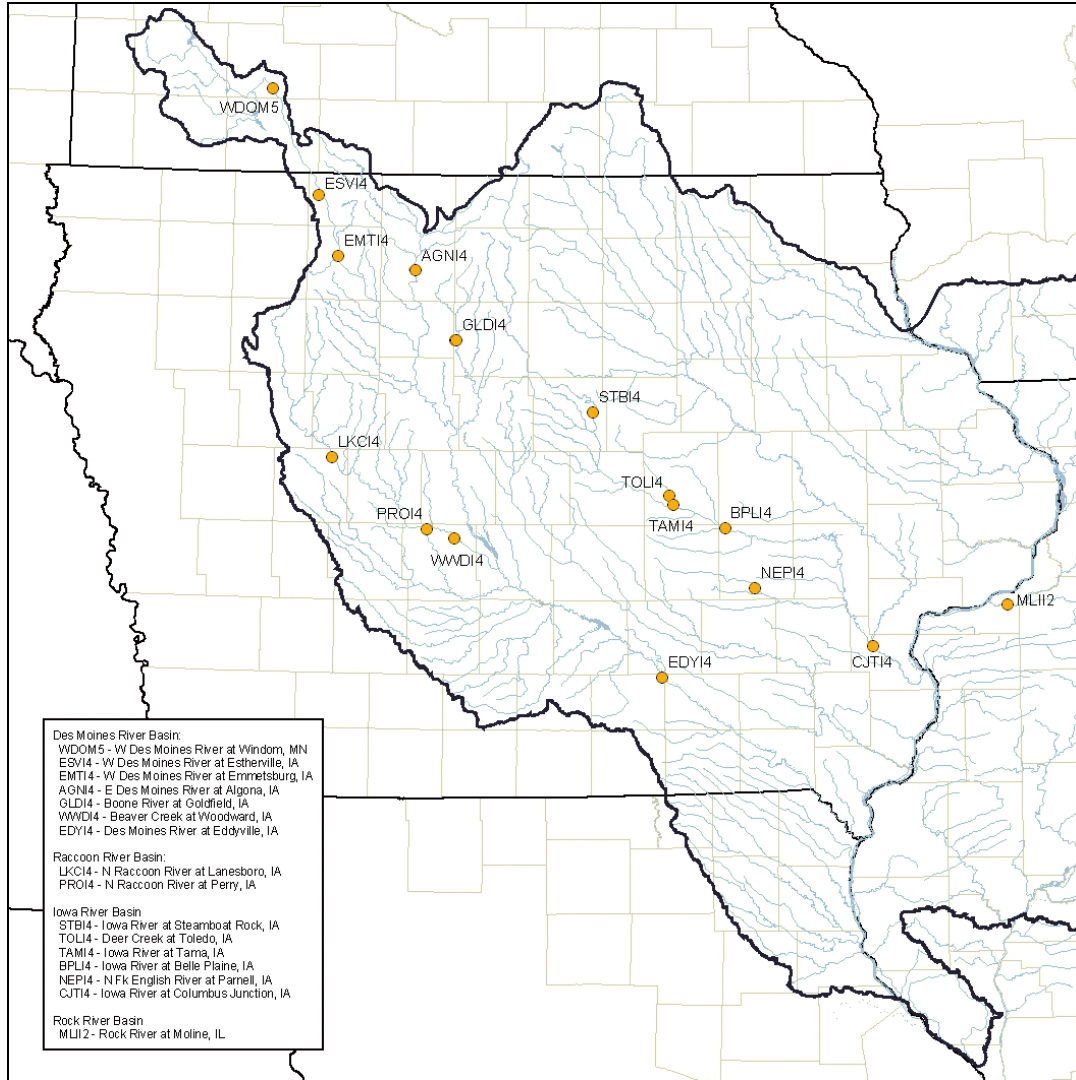 WDOM5
ESVI4
EMTI4
AGNI4
GLDI4
STBI4
LKCI4
TOLI4
PROI4
TAMI4
BPLI4
WWDI4
NEPI4
MLII2
CJTI4
EDYI4
Des Moines River Basin:
WDOM5 - W Des Moines River at Windom, MN
ESVI4 - W Des Moines River at Estherville, IA
EMTI4 - W Des Moines River at Emmetsburg, IA
AGNI4 - E Des Moines River at Algona, IA
GLDI4 - Boone River at Goldfield, IA
WWDI4 - Beaver Creek at Woodward, IA
EDYI4 - Des Moines River at Eddyville, IA
Raccoon River Basin:
LKCI4 - N Raccoon River at Lanesboro, IA
PROI4 - N Raccoon River at Perry, IA
Iowa River Basin
STBI4 - Iowa River at Steamboat Rock, IA
TOLI4 - Deer Creek at Toledo, IA
TAMI4 - Iowa River at Tama, IA
BPLI4 - Iowa River at Belle Plaine, IA
NEPI4 - N Fk English River at Parnell, IA
CJTI4 - Iowa River at Columbus Junction, IA
Rock River Basin
MLII2 - Rock River at Moline, IL